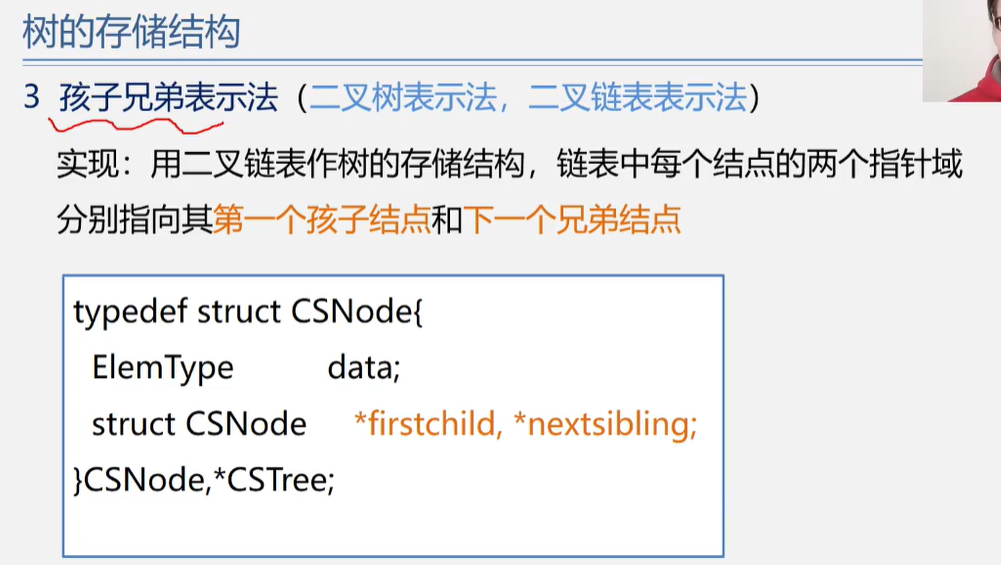 树的存储结构
3 孩子兄弟表示法（二叉树表示法，二叉链表表示法）
实现：用二叉链表作树的存储结构，链表中每个结点的两个指针域
分别指向其第一个孩子结点和下一个兄弟结点
typedef struct CSNode{
ElemType data;
struct CSNode *firstchild, *nextsibling;
}CSNode,*CSTree;